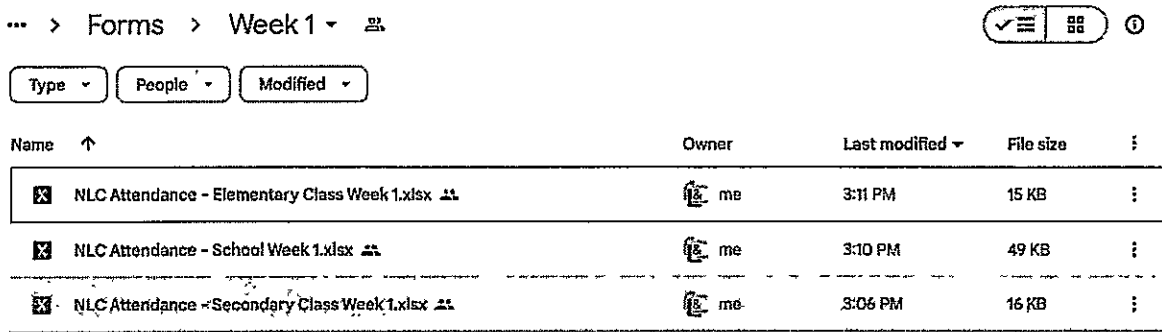 ... > Forms > Week 1
Type People Modified
Name Owner Last modified File size
NLC Attendance - Elementary Class Week 1.xlsx me 3:11 PM 15 KB
NLC Attendance - School Week 1.xlsx me 3:10 PM 49 KB
NLC Attendance - Secondary Class Week 1.xlsx me 3:06 PM 16 KB